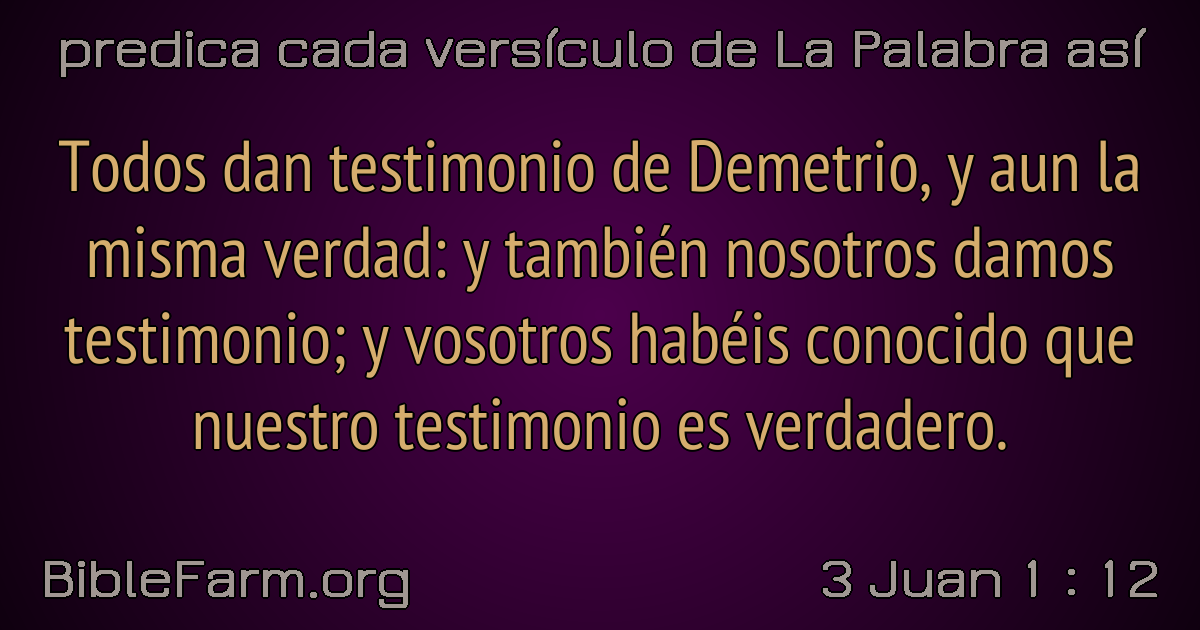 predica cada versículo de La Palabra así
Todos dan testimonio de Demetrio, y aun la
misma verdad: y también nosotros damos
testimonio; y vosotros habéis conocido que
nuestro testimonio es verdadero.
BibleFarm.org
3 Juan 1 : 12